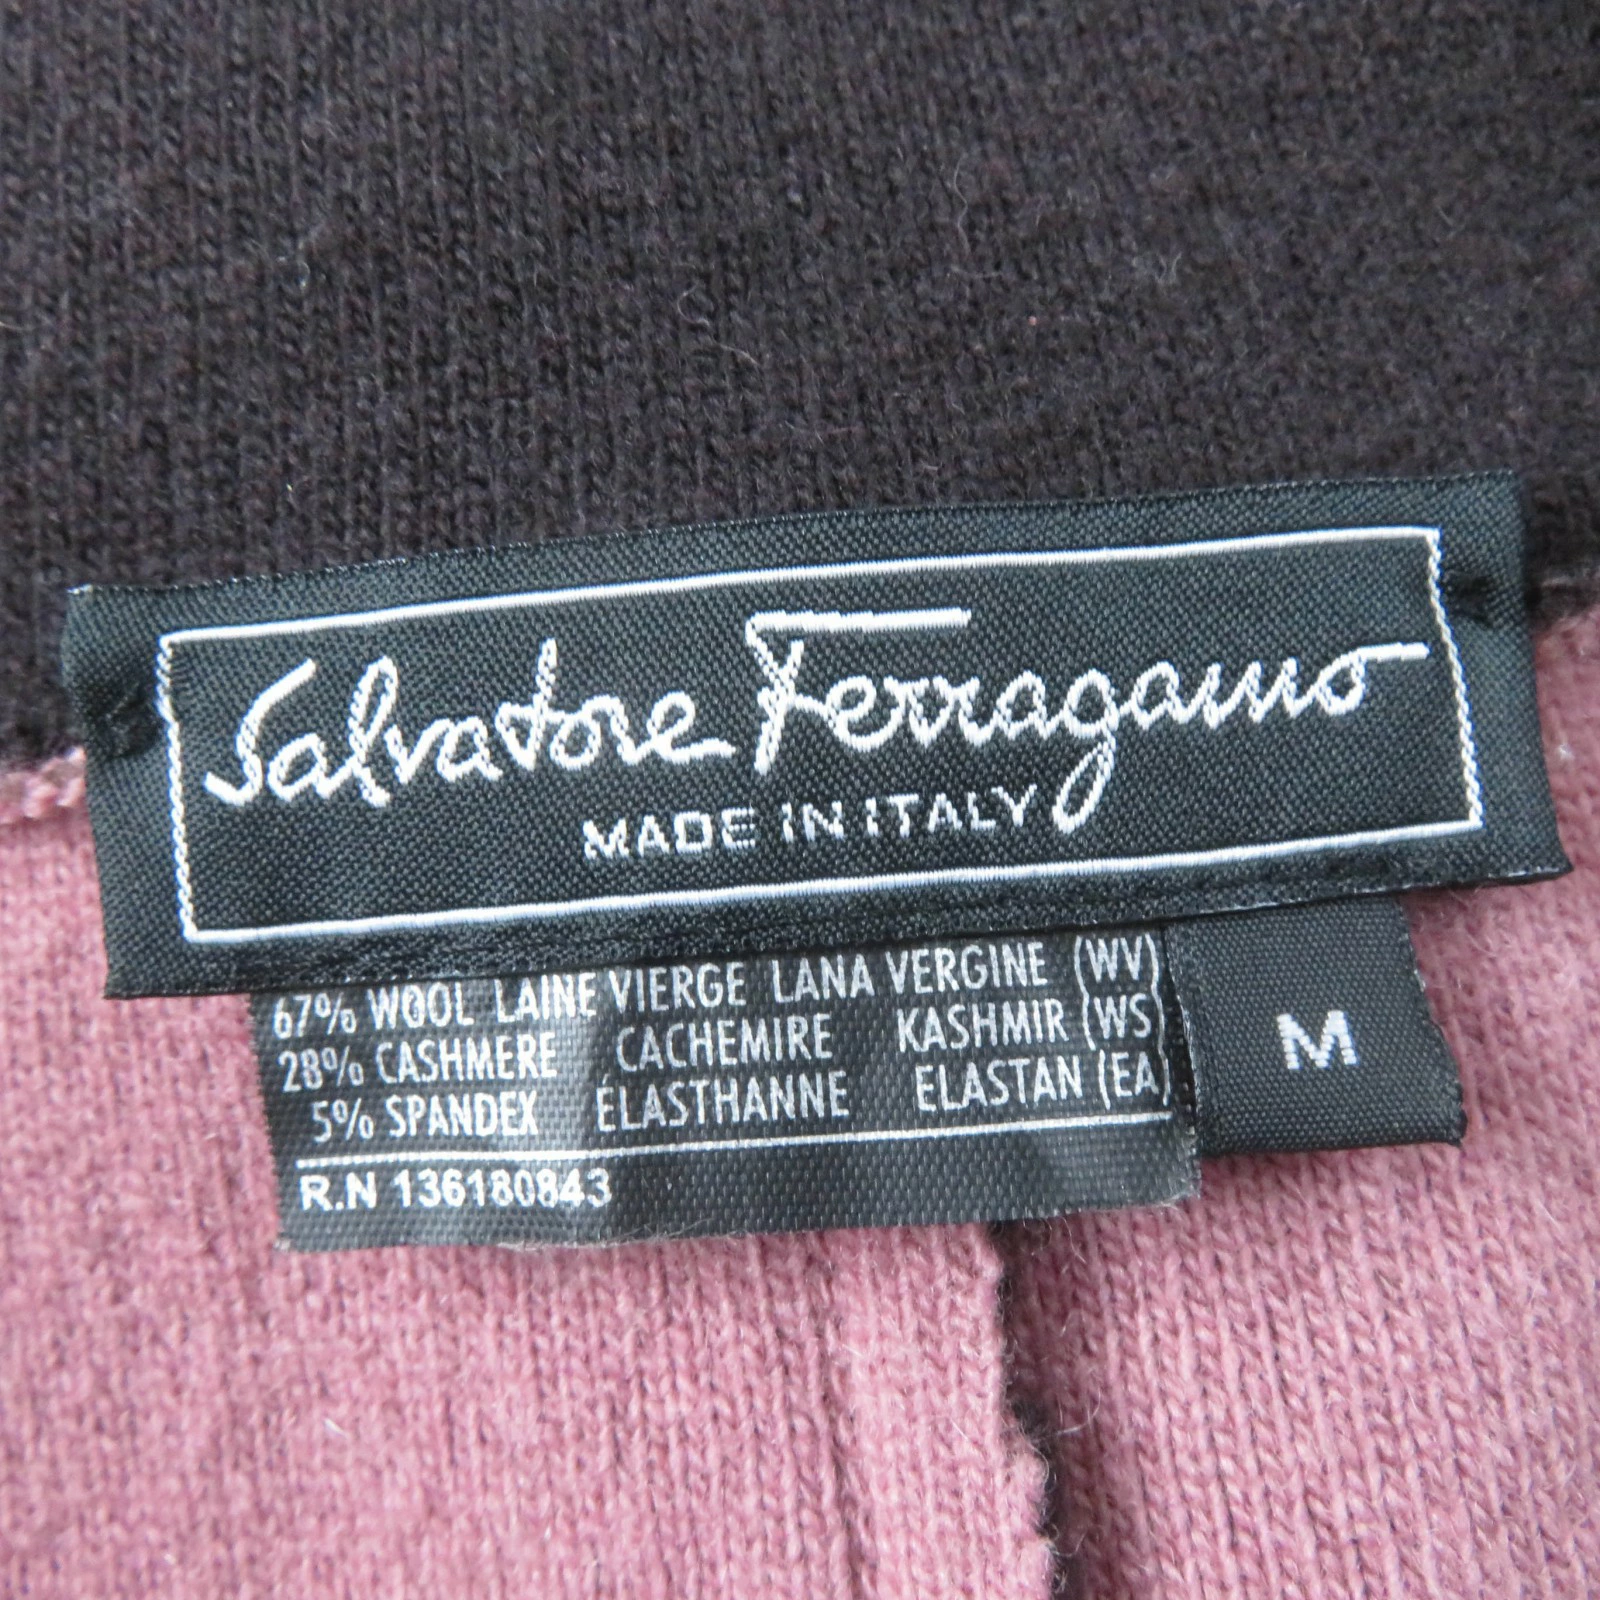 Salvatore Ferragamo
MADE IN ITALY
67% WOOL LAINE VIERGE LANA VERGINE (WV)
28% CASHMERE CACHEMIRE KASHMIR (WS)
5% SPANDEX ÉLASTHANNE ELASTAN (EA)
R.N 136180843
M